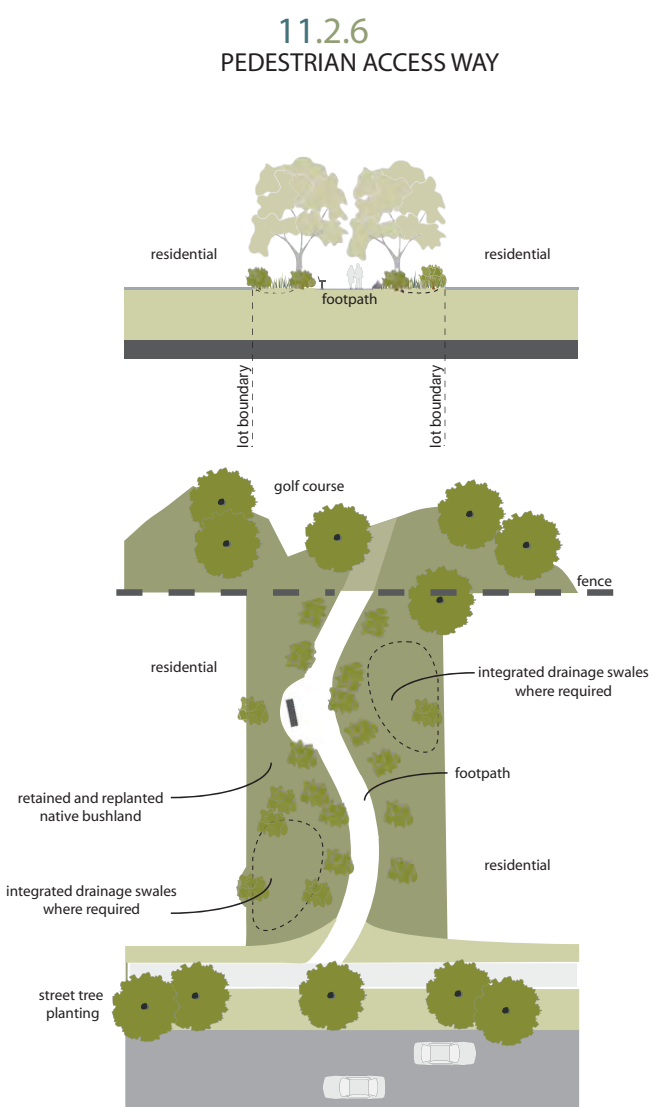 11.2.6
PEDESTRIAN ACCESS WAY
residential
residential
footpath
lot boundary
lot boundary
golf course
fence
residential
integrated drainage swales
where required
footpath
retained and replanted
native bushland
residential
integrated drainage swales
where required
street tree
planting